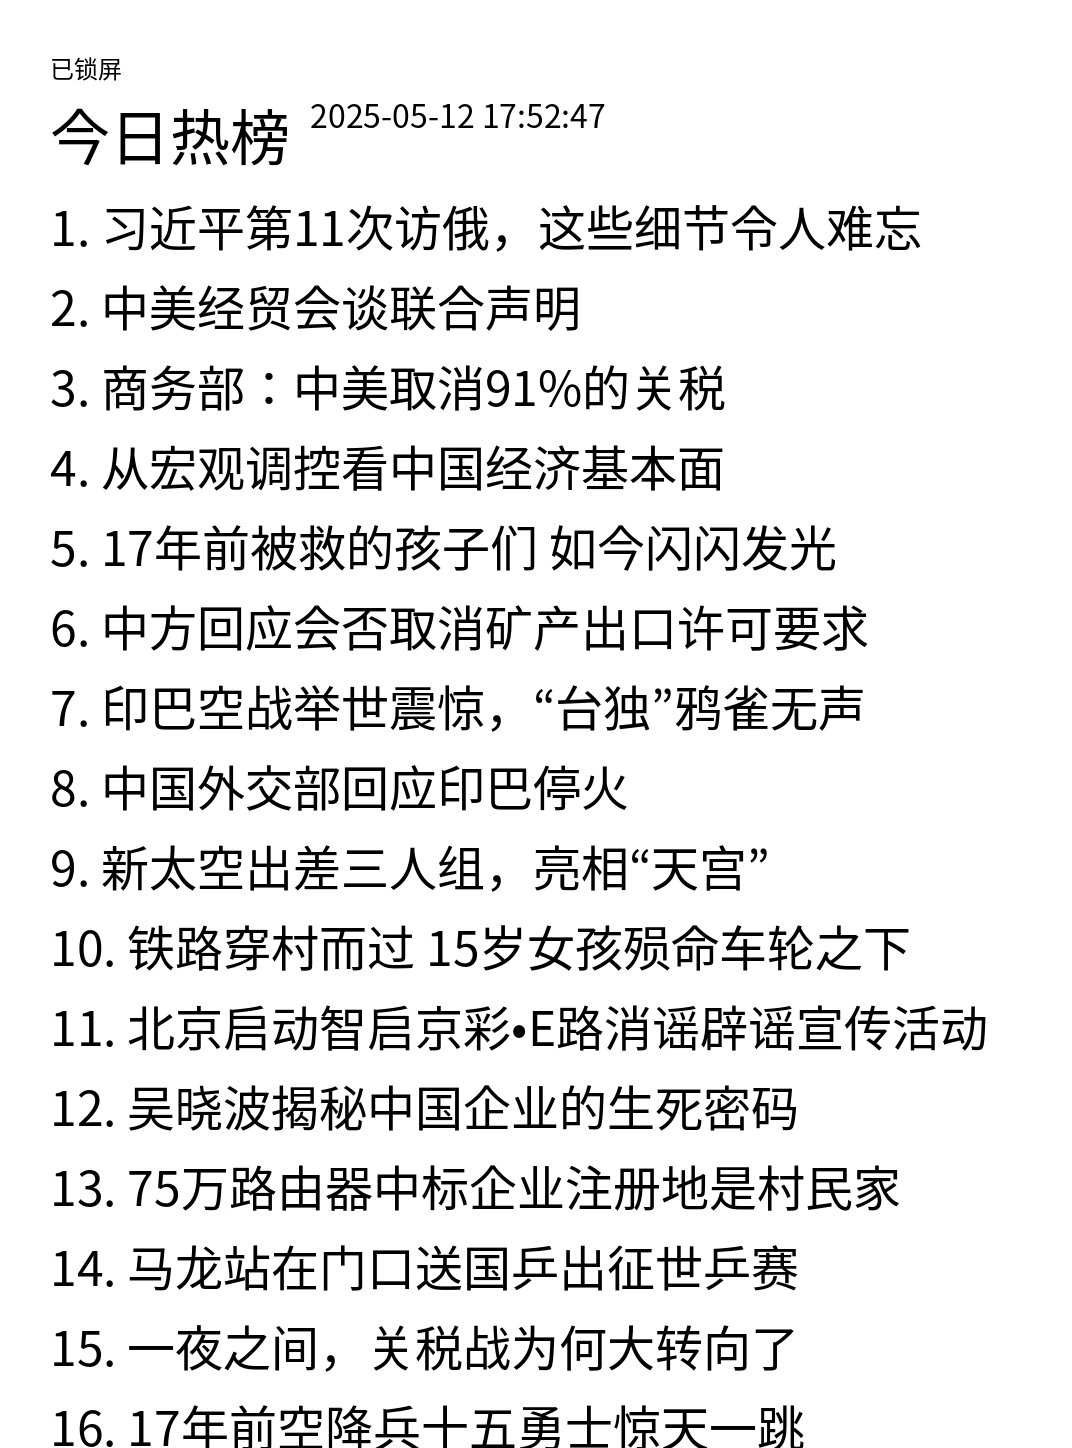 已锁屏
今日热榜 2025-05-12 17:52:47
1. 习近平第11次访俄，这些细节令人难忘
2. 中美经贸会谈联合声明
3. 商务部：中美取消91%的关税
4. 从宏观调控看中国经济基本面
5. 17年前被救的孩子们 如今闪闪发光
6. 中方回应会否取消矿产出口许可要求
7. 印巴空战举世震惊，“台独”鸦雀无声
8. 中国外交部回应印巴停火
9. 新太空出差三人组，亮相“天宫”
10. 铁路穿村而过 15岁女孩殒命车轮之下
11. 北京启动智启京彩•E路消谣辟谣宣传活动
12. 吴晓波揭秘中国企业的生死密码
13. 75万路由器中标企业注册地是村民家
14. 马龙站在门口送国乒出征世乒赛
15. 一夜之间，关税战为何大转向了
16. 17年前空降兵十五勇士惊天一跳